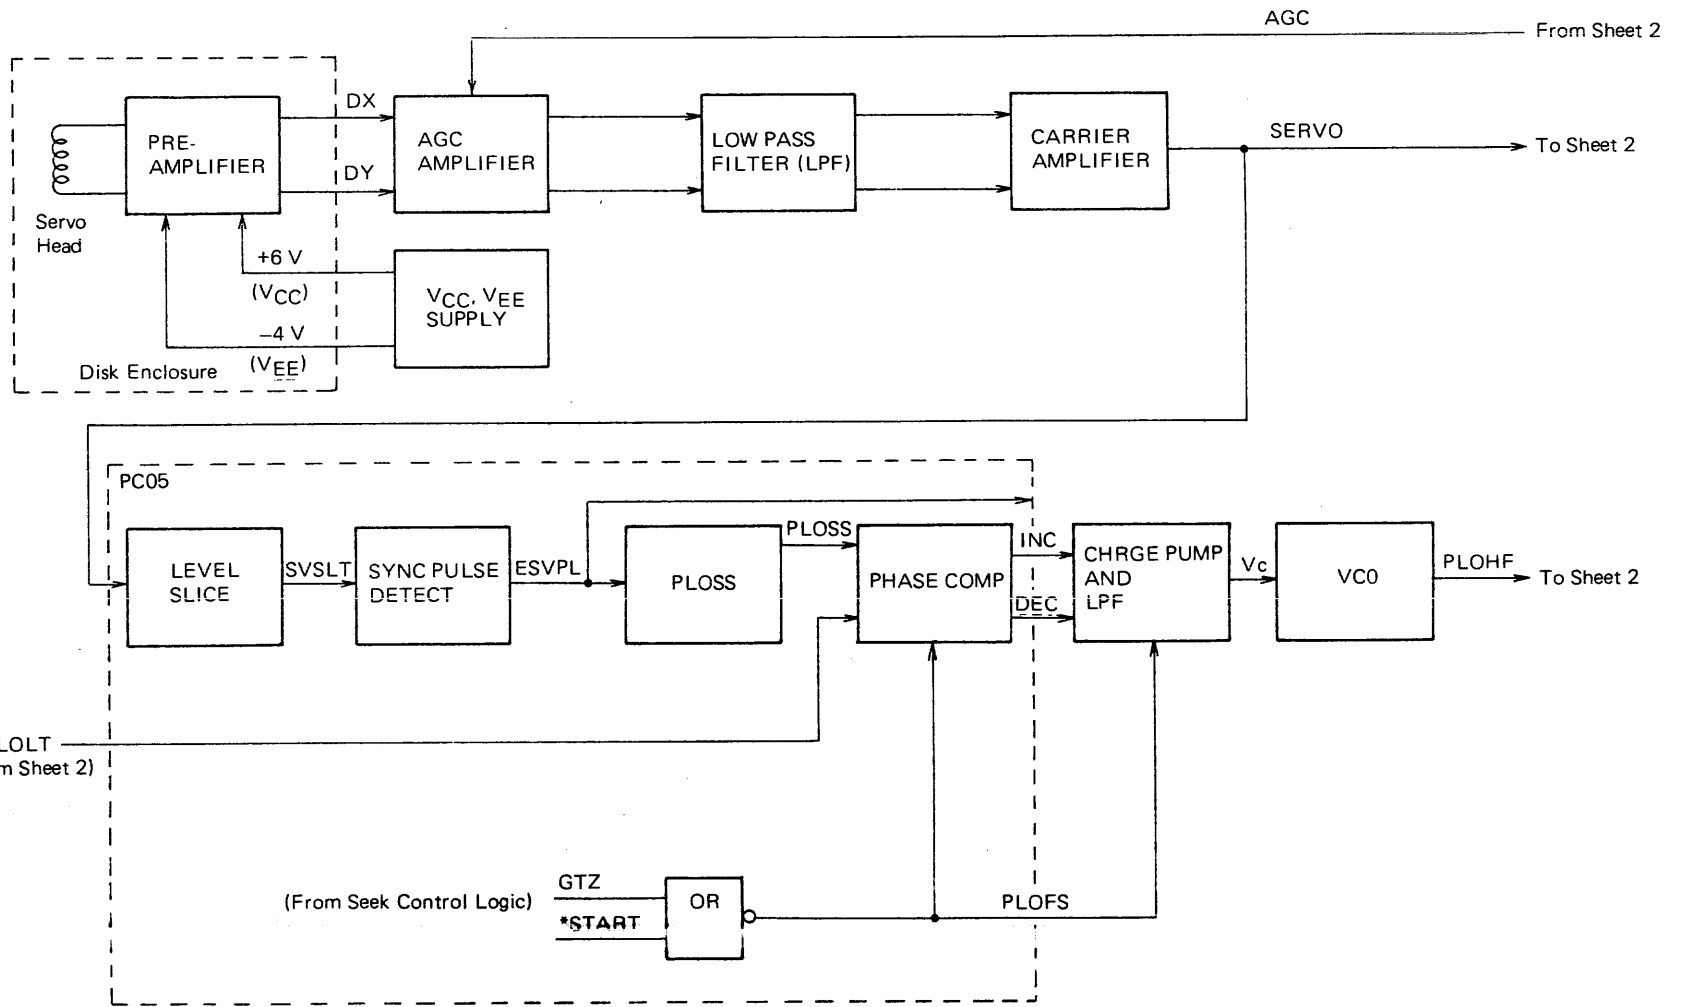 AGC
From Sheet 2
PRE-
AMPLIFIER
DX
DY
AGC
AMPLIFIER
LOW PASS
FILTER (LPF)
CARRIER
AMPLIFIER
SERVO
To Sheet 2
Servo
Head
+6 V
(VCC)
−4 V
(VEE)
VCC, VEE
SUPPLY
Disk Enclosure
PC05
LEVEL
SLICE
SVSLT
SYNC PULSE
DETECT
ESVPL
PLOSS
PLOSS
PHASE COMP
INC
DEC
CHRGE PUMP
AND
LPF
Vc
VC0
PLOHF
To Sheet 2
LOLT
m Sheet 2)
(From Seek Control Logic)
GTZ
*START
OR
PLOFS